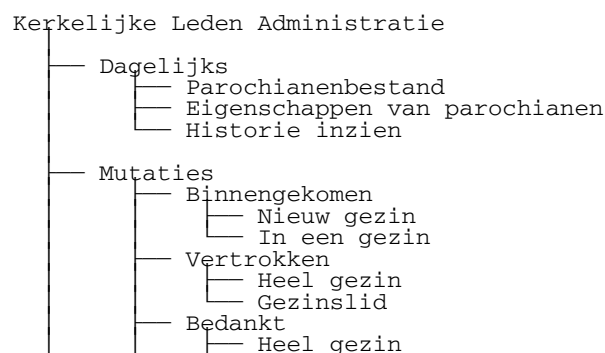 Kerkelijke Leden Administratie
Dagelijks
Parochianenbestand
Eigenschappen van parochianen
Historie inzien
Mutaties
Binnengekomen
Nieuw gezin
In een gezin
Vertrokken
Heel gezin
Gezinslid
Bedankt
Heel gezin